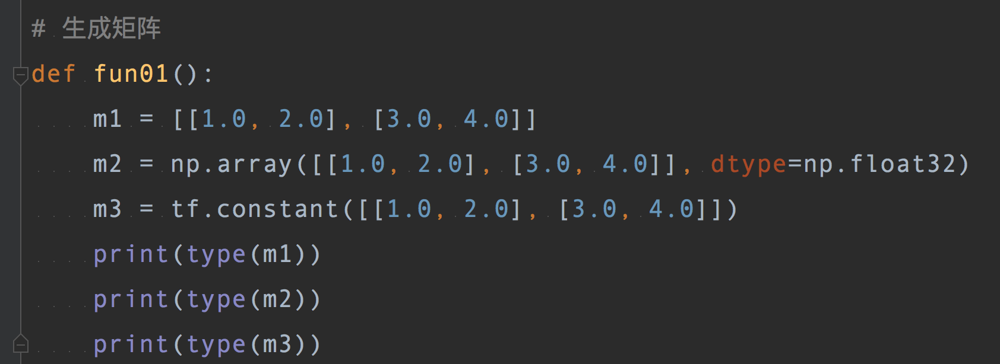 # 生成矩阵
def fun01():
    m1 = [[1.0, 2.0], [3.0, 4.0]]
    m2 = np.array([[1.0, 2.0], [3.0, 4.0]], dtype=np.float32)
    m3 = tf.constant([[1.0, 2.0], [3.0, 4.0]])
    print(type(m1))
    print(type(m2))
    print(type(m3))